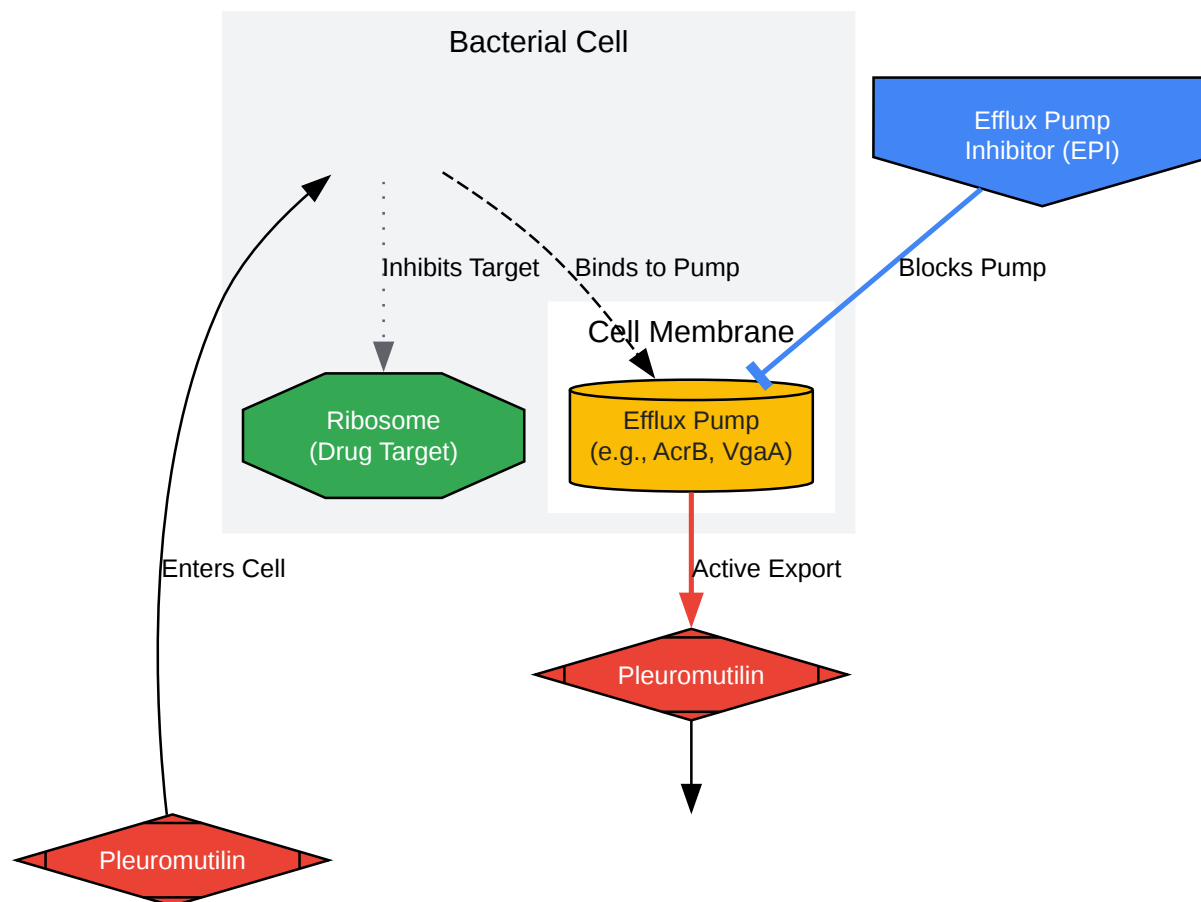 Bacterial Cell
Efflux Pump
Inhibitor (EPI)
Inhibits Target
Binds to Pump
Blocks Pump
Cell Membrane
Ribosome
(Drug Target)
Efflux Pump
(e.g., AcrB, VgaA)
Enters Cell
Active Export
Pleuromutilin
Pleuromutilin